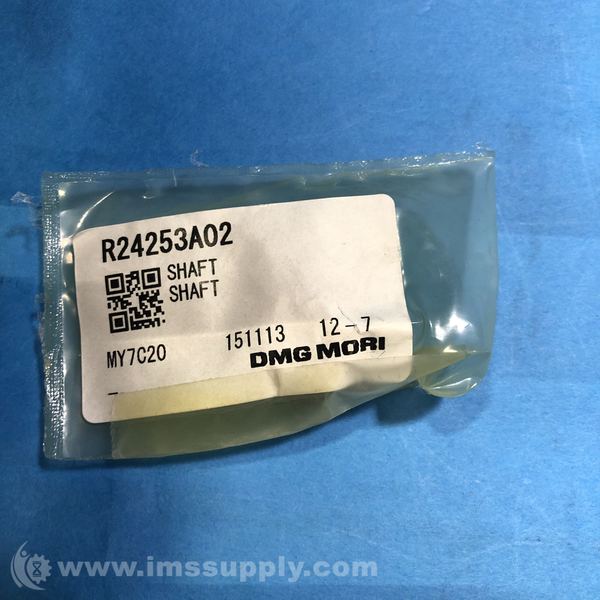 R24253A02
SHAFT
SHAFT
MY7C20
151113 12-7
DMG MORI
www.imssupply.com